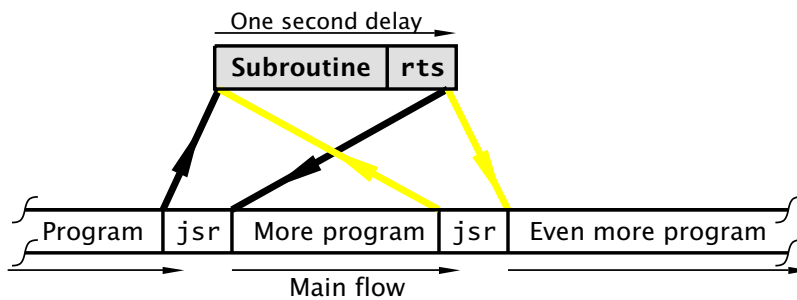 One second delay
Subroutine rts
Program jsr More program jsr Even more program
Main flow